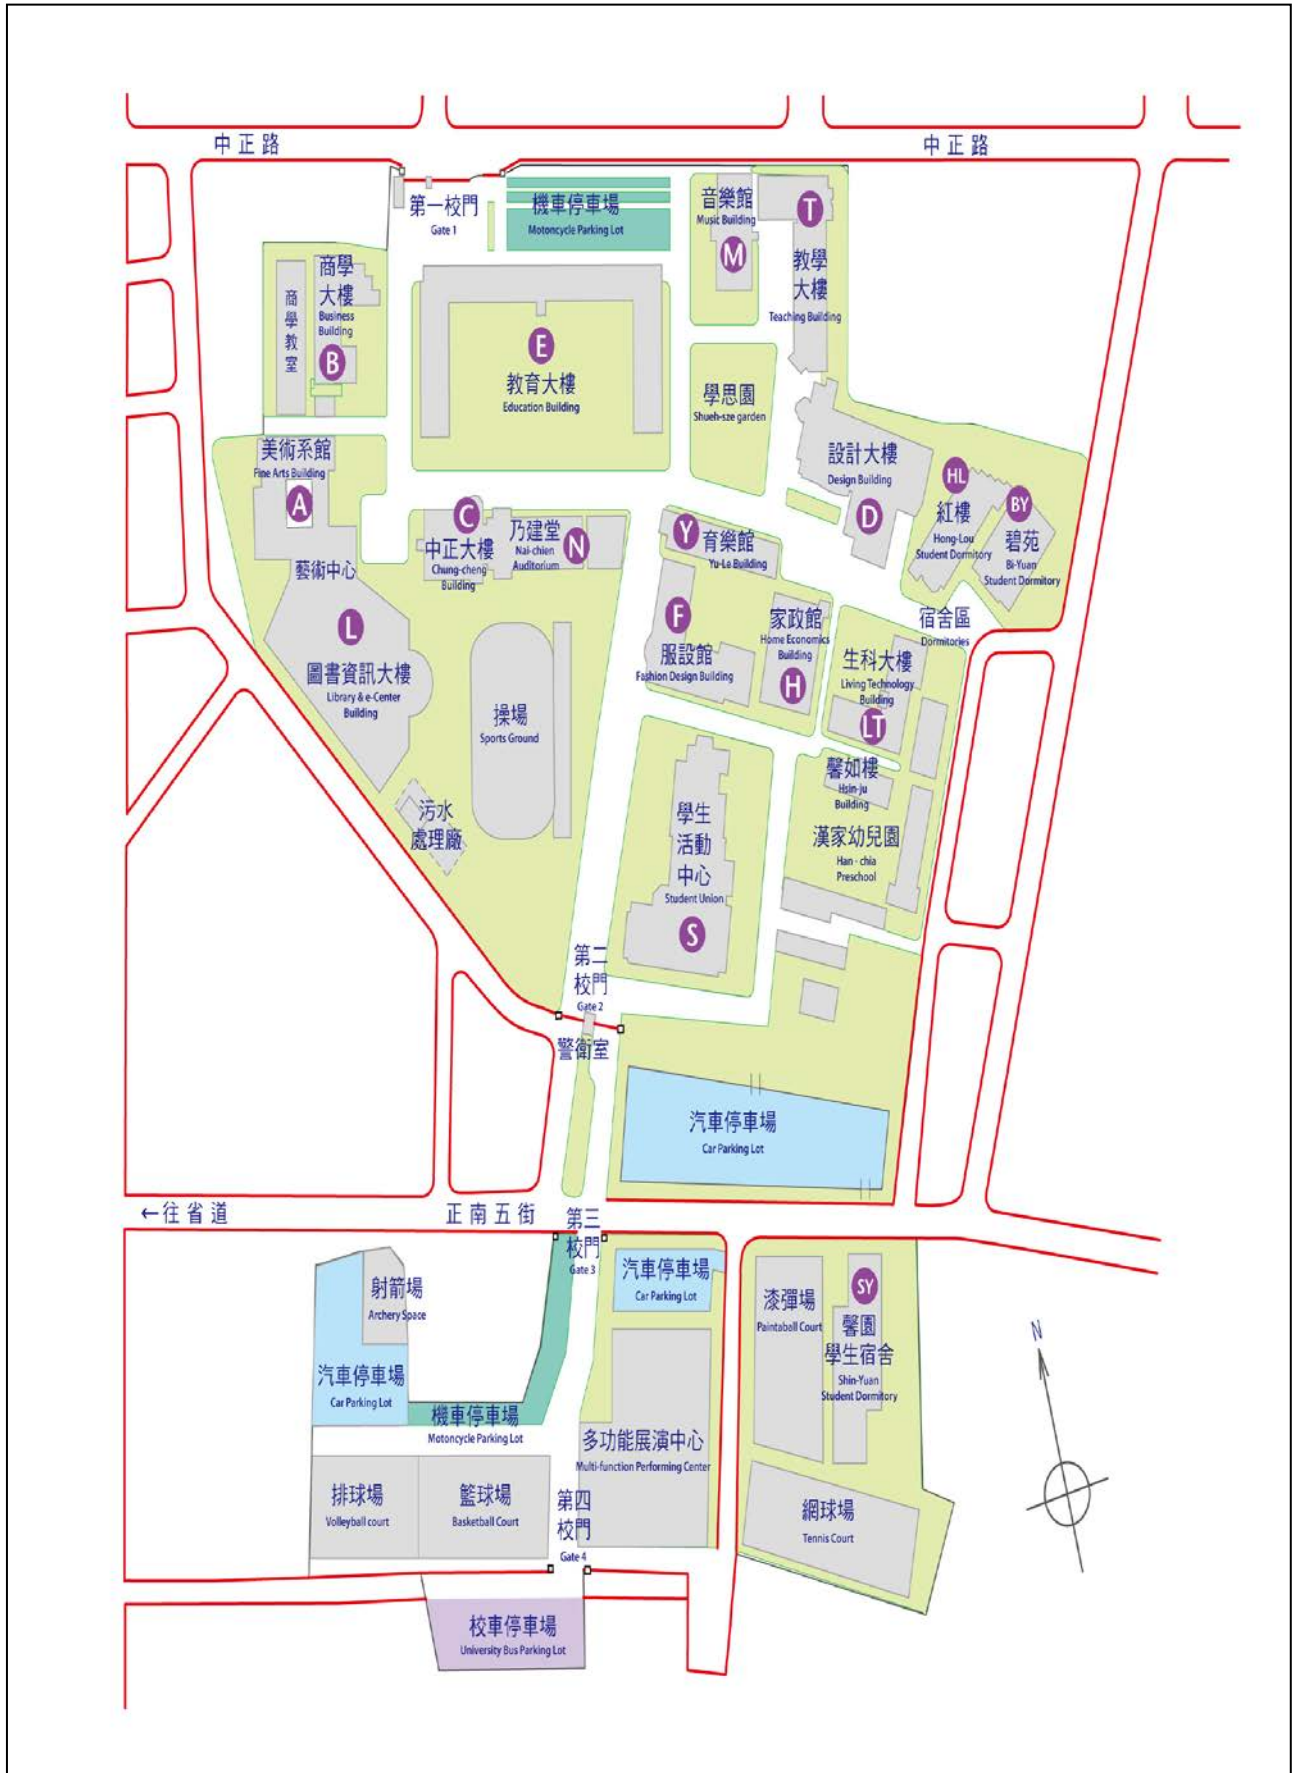 中正路
中正路
第一校門
Gate 1
機車停車場
Motoncycle Parking Lot
音樂館
Music Building
M
T
教學
大樓
Teaching Building
商學
大樓
Business
Building
B
商學教室
E
教育大樓
Education Building
學思園
Shueh-sze garden
美術系館
Fine Arts Building
A
藝術中心
設計大樓
Design Building
D
HL
紅樓
Hong-Lou
Student Dormitory
BY
碧苑
Bi-Yuan
Student Dormitory
C
中正大樓
Chung-cheng
Building
乃建堂
Nai-chien
Auditorium
N
Y
育樂館
Yu-Le Building
宿舍區
Dormitories
L
圖書資訊大樓
Library & e-Center
Building
F
服設館
Fashion Design Building
家政館
Home Economics
Building
H
生科大樓
Living Technology
Building
LT
操場
Sports Ground
馨如樓
Hsin-ju
Building
污水
處理廠
漢家幼兒園
Han - chia
Preschool
學生
活動
中心
Student Union
S
第二
校門
Gate 2
警衛室
汽車停車場
Car Parking Lot
←往省道
正南五街
第三
校門
Gate 3
射箭場
Archery Space
汽車停車場
Car Parking Lot
汽車停車場
Car Parking Lot
漆彈場
Paintaball Court
SY
馨園
學生宿舍
Shin-Yuan
Student Dormitory
N
機車停車場
Motoncycle Parking Lot
多功能展演中心
Multi-function Performing Center
排球場
Volleyball court
籃球場
Basketball Court
第四
校門
Gate 4
網球場
Tennis Court
校車停車場
University Bus Parking Lot